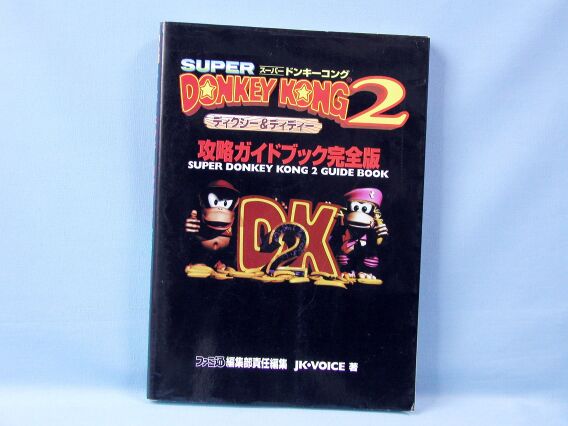 SUPER スーパードンキーコング
DONKEY KONG 2
ディクシー&ディディー
攻略ガイドブック完全版
SUPER DONKEY KONG 2 GUIDE BOOK
DK
2
ファミ通 編集部責任編集 JK・VOICE 著